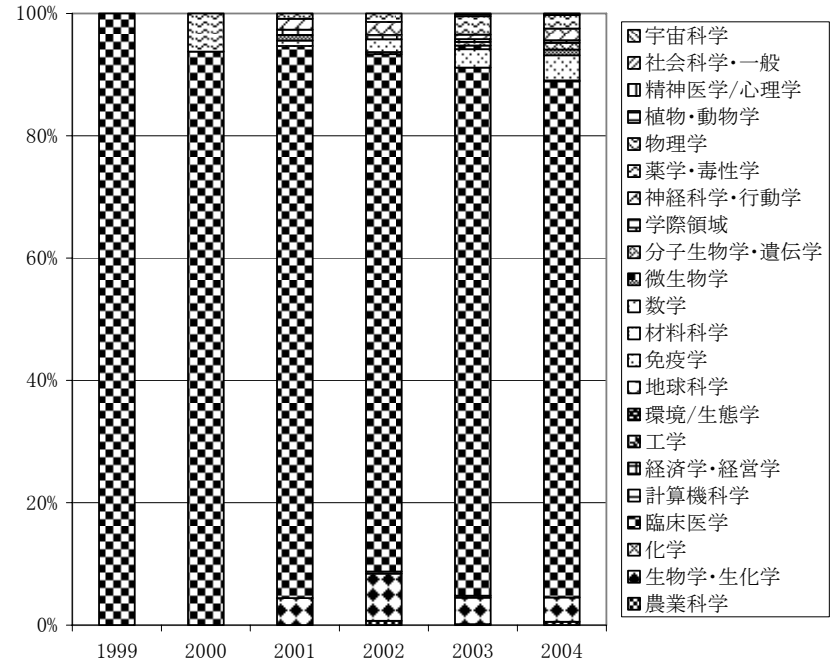 100%
80%
60%
40%
20%
0%
1999 2000 2001 2002 2003 2004
宇宙科学
社会科学・一般
精神医学/心理学
植物・動物学
物理学
薬学・毒性学
神経科学・行動学
学際領域
分子生物学・遺伝学
微生物学
数学
材料科学
免疫学
地球科学
環境/生態学
工学
経済学・経営学
計算機科学
臨床医学
化学
生物学・生化学
農業科学